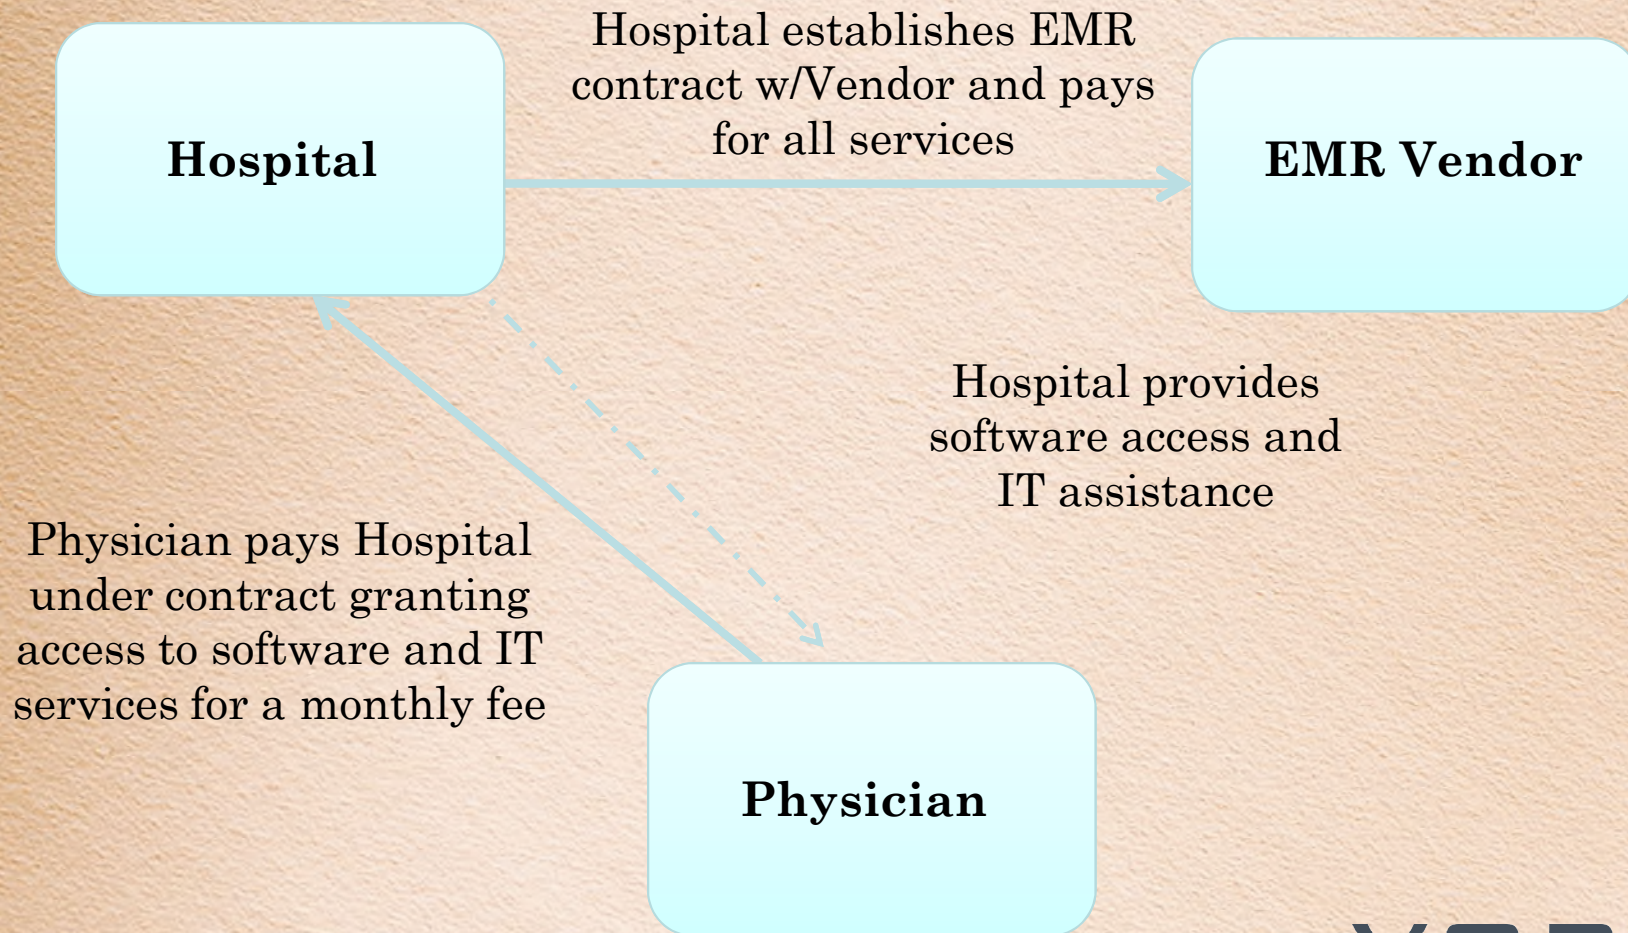 Hospital establishes EMR
contract w/Vendor and pays
for all services
Hospital
EMR Vendor
Hospital provides
software access and
IT assistance
Physician pays Hospital
under contract granting
access to software and IT
services for a monthly fee
Physician